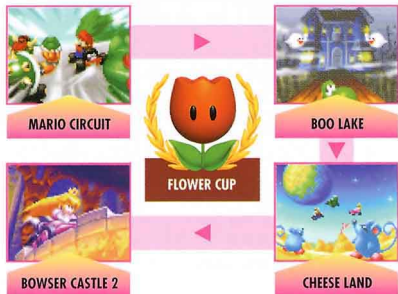 MARIO CIRCUIT
BOO LAKE
FLOWER CUP
BOWSER CASTLE 2
CHEESE LAND